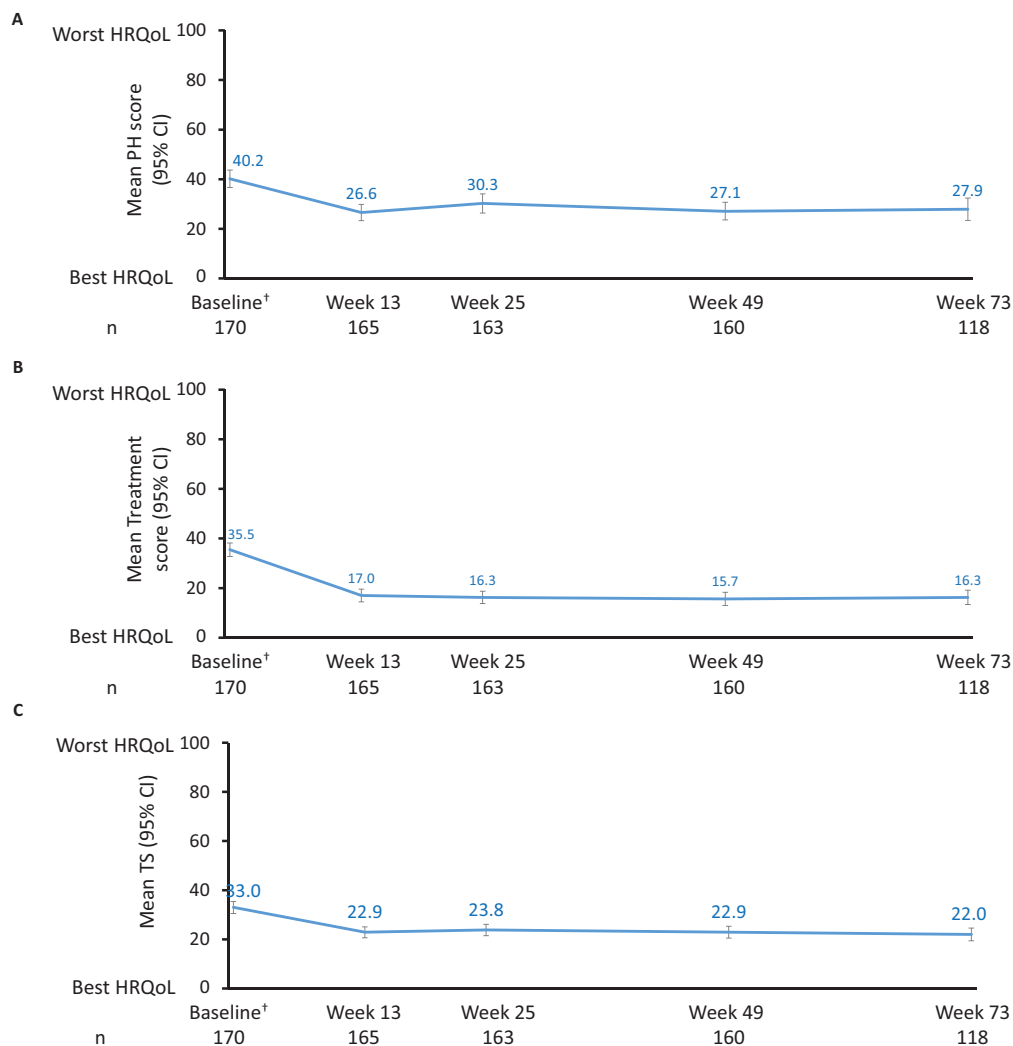 A
Worst HRQoL 100
80
60
40
20
Best HRQoL 0
Mean PH score
(95% CI)
40.2
26.6
30.3
27.1
27.9
Baseline† Week 13 Week 25 Week 49 Week 73
n 170 165 163 160 118
B
Worst HRQoL 100
80
60
40
20
Best HRQoL 0
Mean Treatment
score (95% CI)
35.5
17.0
16.3
15.7
16.3
Baseline† Week 13 Week 25 Week 49 Week 73
n 170 165 163 160 118
C
Worst HRQoL 100
80
60
40
20
Best HRQoL 0
Mean TS (95% CI)
33.0
22.9
23.8
22.9
22.0
Baseline† Week 13 Week 25 Week 49 Week 73
n 170 165 163 160 118